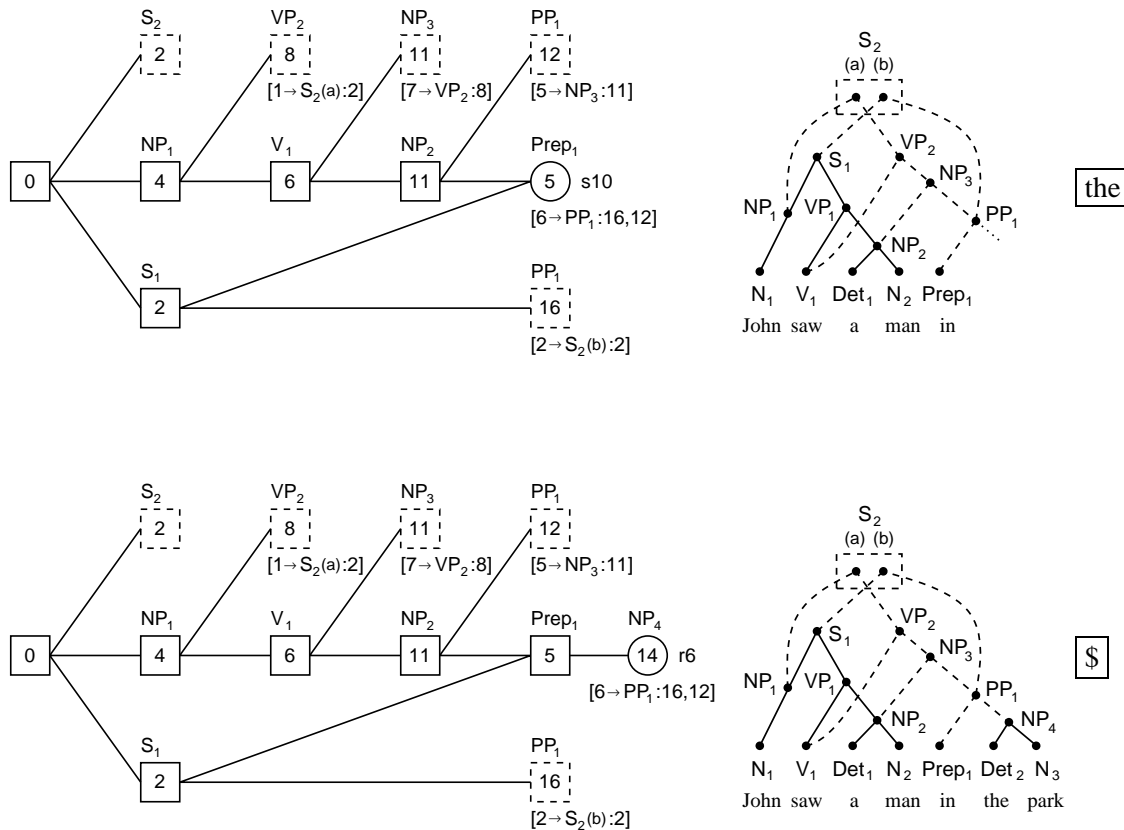 S₂ VP₂ NP₃ PP₁
2 8 11 12
[1→S₂(a):2] [7→VP₂:8] [5→NP₃:11]
NP₁ V₁ NP₂ Prep₁
0 4 6 11 5 s10
[6→PP₁:16,12]
S₁ PP₁
2 16
[2→S₂(b):2]
S₂
(a) (b)
S₁ VP₂
NP₃
NP₁ VP₁ PP₁
NP₂
N₁ V₁ Det₁ N₂ Prep₁
John saw a man in
the
S₂ VP₂ NP₃ PP₁
2 8 11 12
[1→S₂(a):2] [7→VP₂:8] [5→NP₃:11]
NP₁ V₁ NP₂ Prep₁ NP₄
0 4 6 11 5 14 r6
[6→PP₁:16,12]
S₁ PP₁
2 16
[2→S₂(b):2]
S₂
(a) (b)
S₁ VP₂
NP₃
NP₁ VP₁ PP₁
NP₂ NP₄
N₁ V₁ Det₁ N₂ Prep₁ Det₂ N₃
John saw a man in the park
$